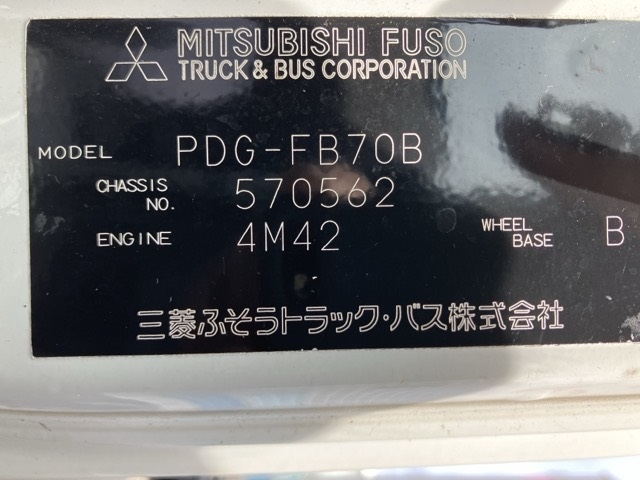 MITSUBISHI FUSO
TRUCK & BUS CORPORATION
MODEL PDG-FB70B
CHASSIS NO. 570562
ENGINE 4M42 WHEEL BASE B
三菱ふそうトラック・バス株式会社